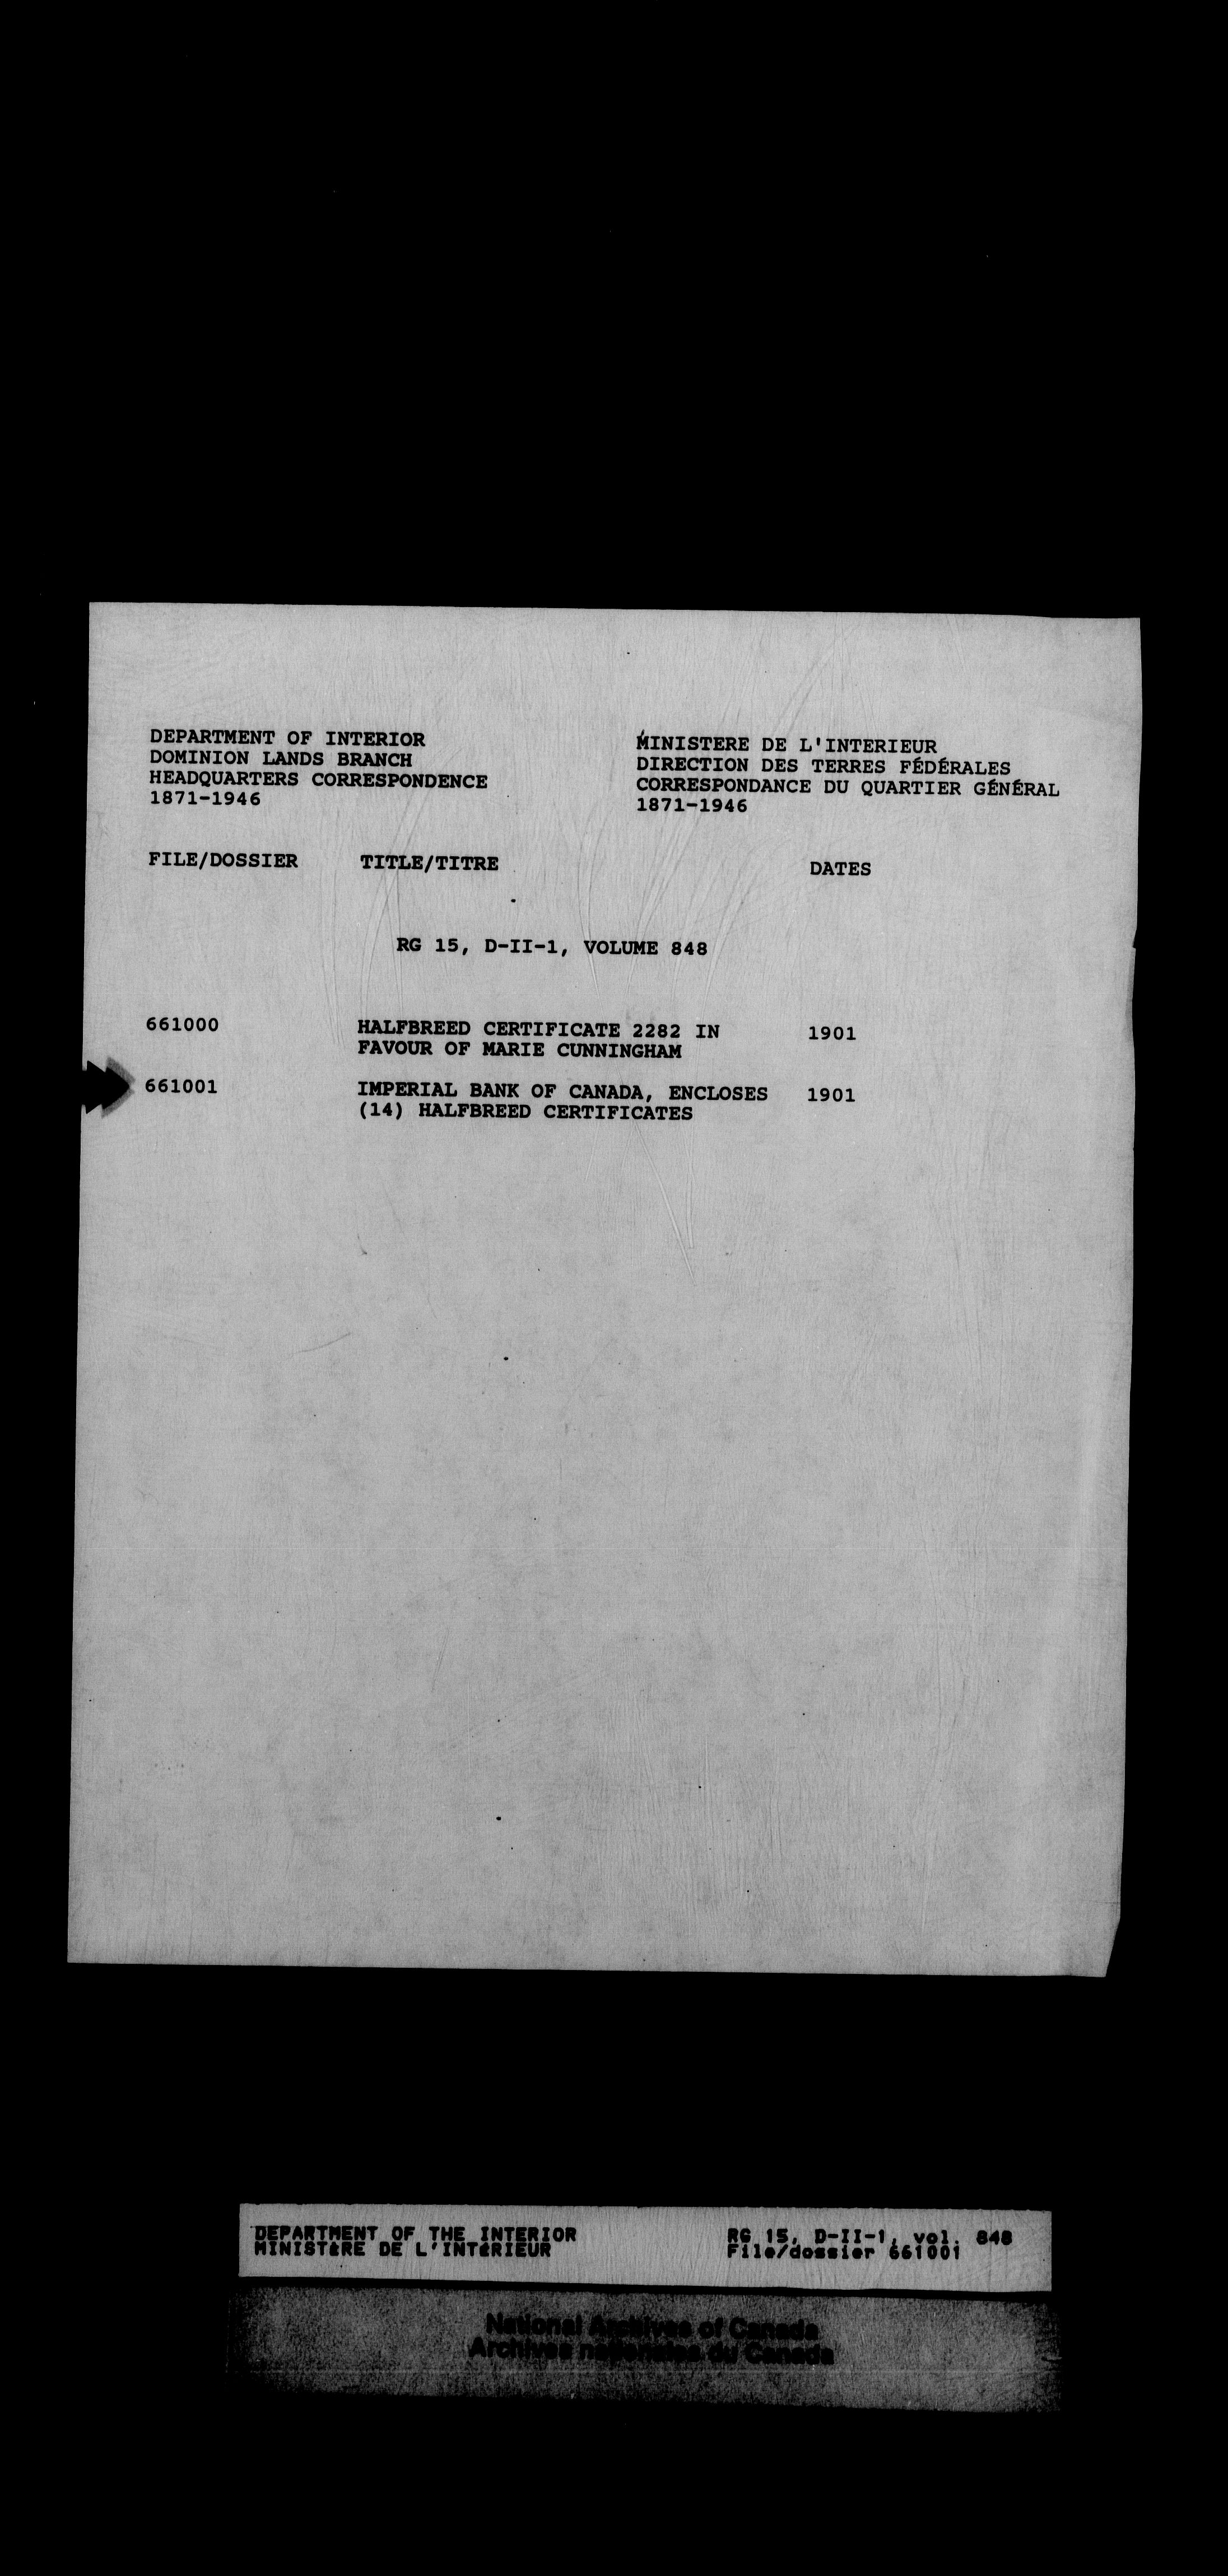 DEPARTMENT OF INTERIOR
DOMINION LANDS BRANCH
HEADQUARTERS CORRESPONDENCE
1871-1946
MINISTERE DE L'INTERIEUR
DIRECTION DES TERRES FÉDÉRALES
CORRESPONDANCE DU QUARTIER GÉNÉRAL
1871-1946
FILE/DOSSIER TITLE/TITRE DATES
RG 15, D-II-1, VOLUME 848
661000 HALFBREED CERTIFICATE 2282 IN 1901
FAVOUR OF MARIE CUNNINGHAM
661001 IMPERIAL BANK OF CANADA, ENCLOSES 1901
(14) HALFBREED CERTIFICATES
DEPARTMENT OF THE INTERIOR RG 15, D-II-1, vol. 848
MINISTÈRE DE L'INTÉRIEUR File/dossier 661001
National Archives of Canada
Archives nationales du Canada